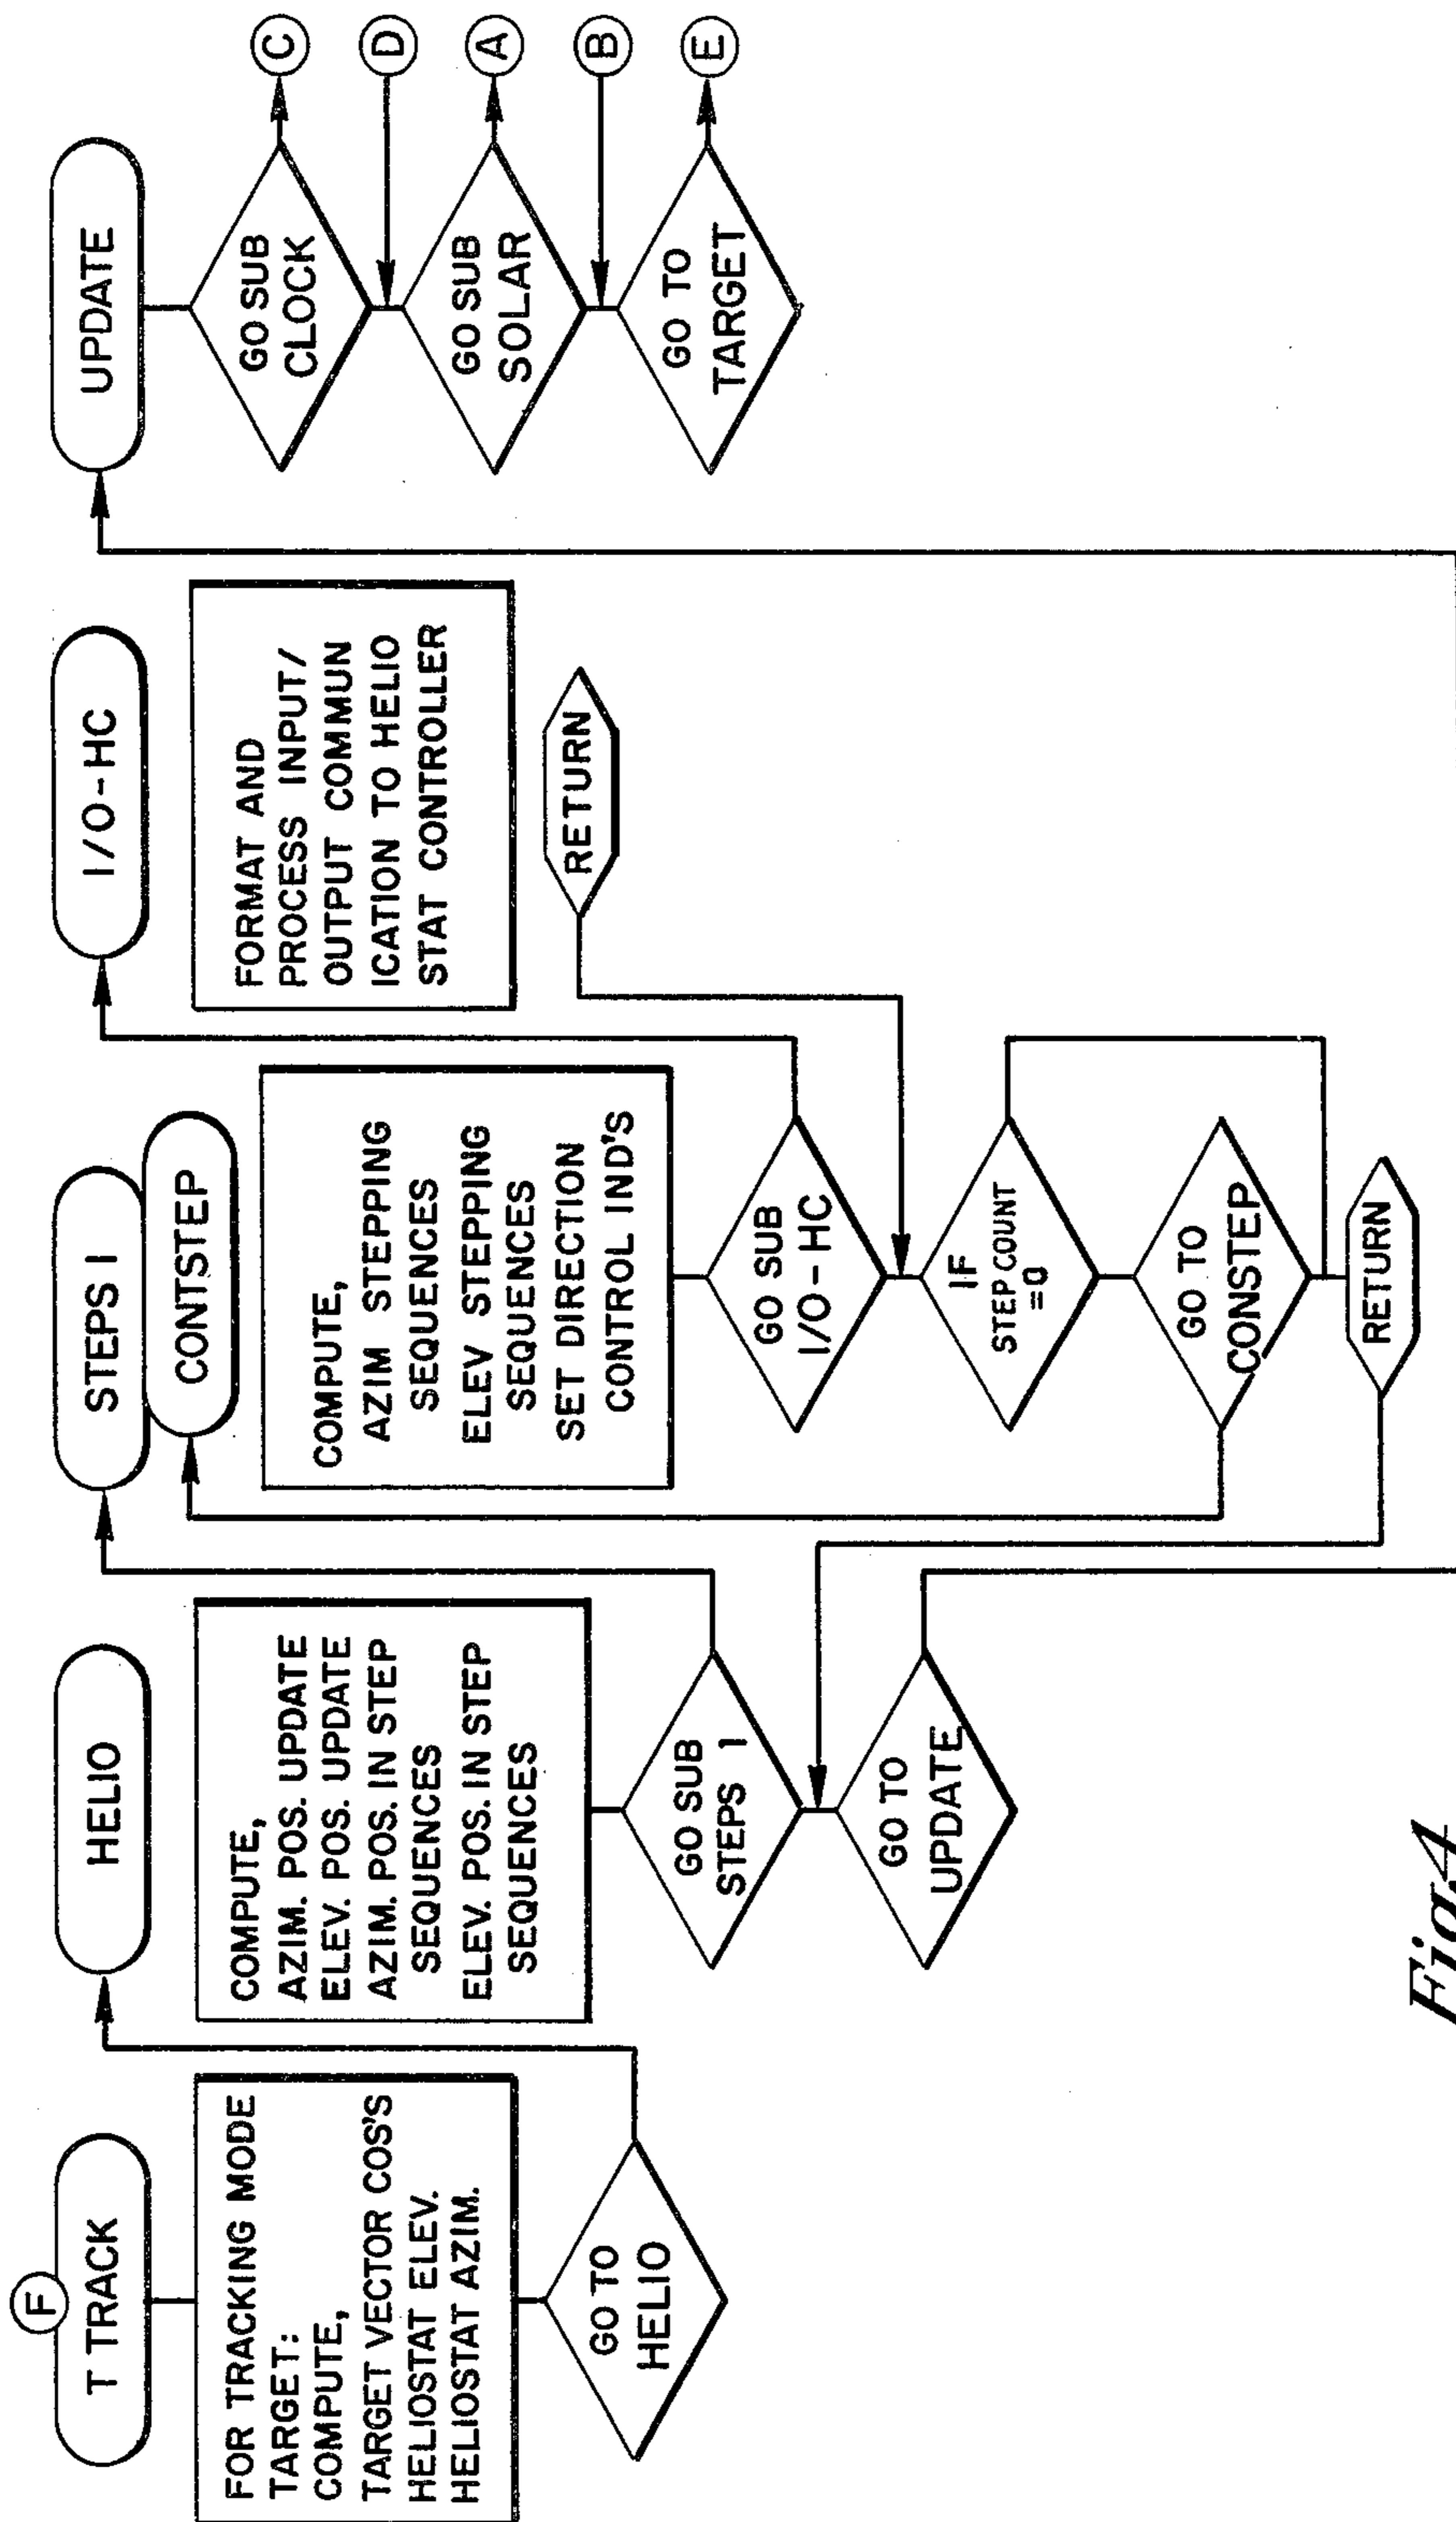 F
T TRACK
FOR TRACKING MODE
TARGET:
COMPUTE,
TARGET VECTOR COS'S
HELIOSTAT ELEV.
HELIOSTAT AZIM.
GO TO
HELIO
HELIO
COMPUTE,
AZIM. POS. UPDATE
ELEV. POS. UPDATE
AZIM. POS. IN STEP
SEQUENCES
ELEV. POS. IN STEP
SEQUENCES
GO SUB
STEPS 1
GO TO
UPDATE
STEPS 1
CONTSTEP
COMPUTE,
AZIM STEPPING
SEQUENCES
ELEV STEPPING
SEQUENCES
SET DIRECTION
CONTROL IND'S
GO SUB
I/O-HC
IF
STEP COUNT
=0
GO TO
CONSTEP
RETURN
I/O-HC
FORMAT AND
PROCESS INPUT/
OUTPUT COMMUN
ICATION TO HELIO
STAT CONTROLLER
RETURN
UPDATE
GO SUB
CLOCK
C
D
GO SUB
SOLAR
A
B
GO TO
TARGET
E
Fig.4